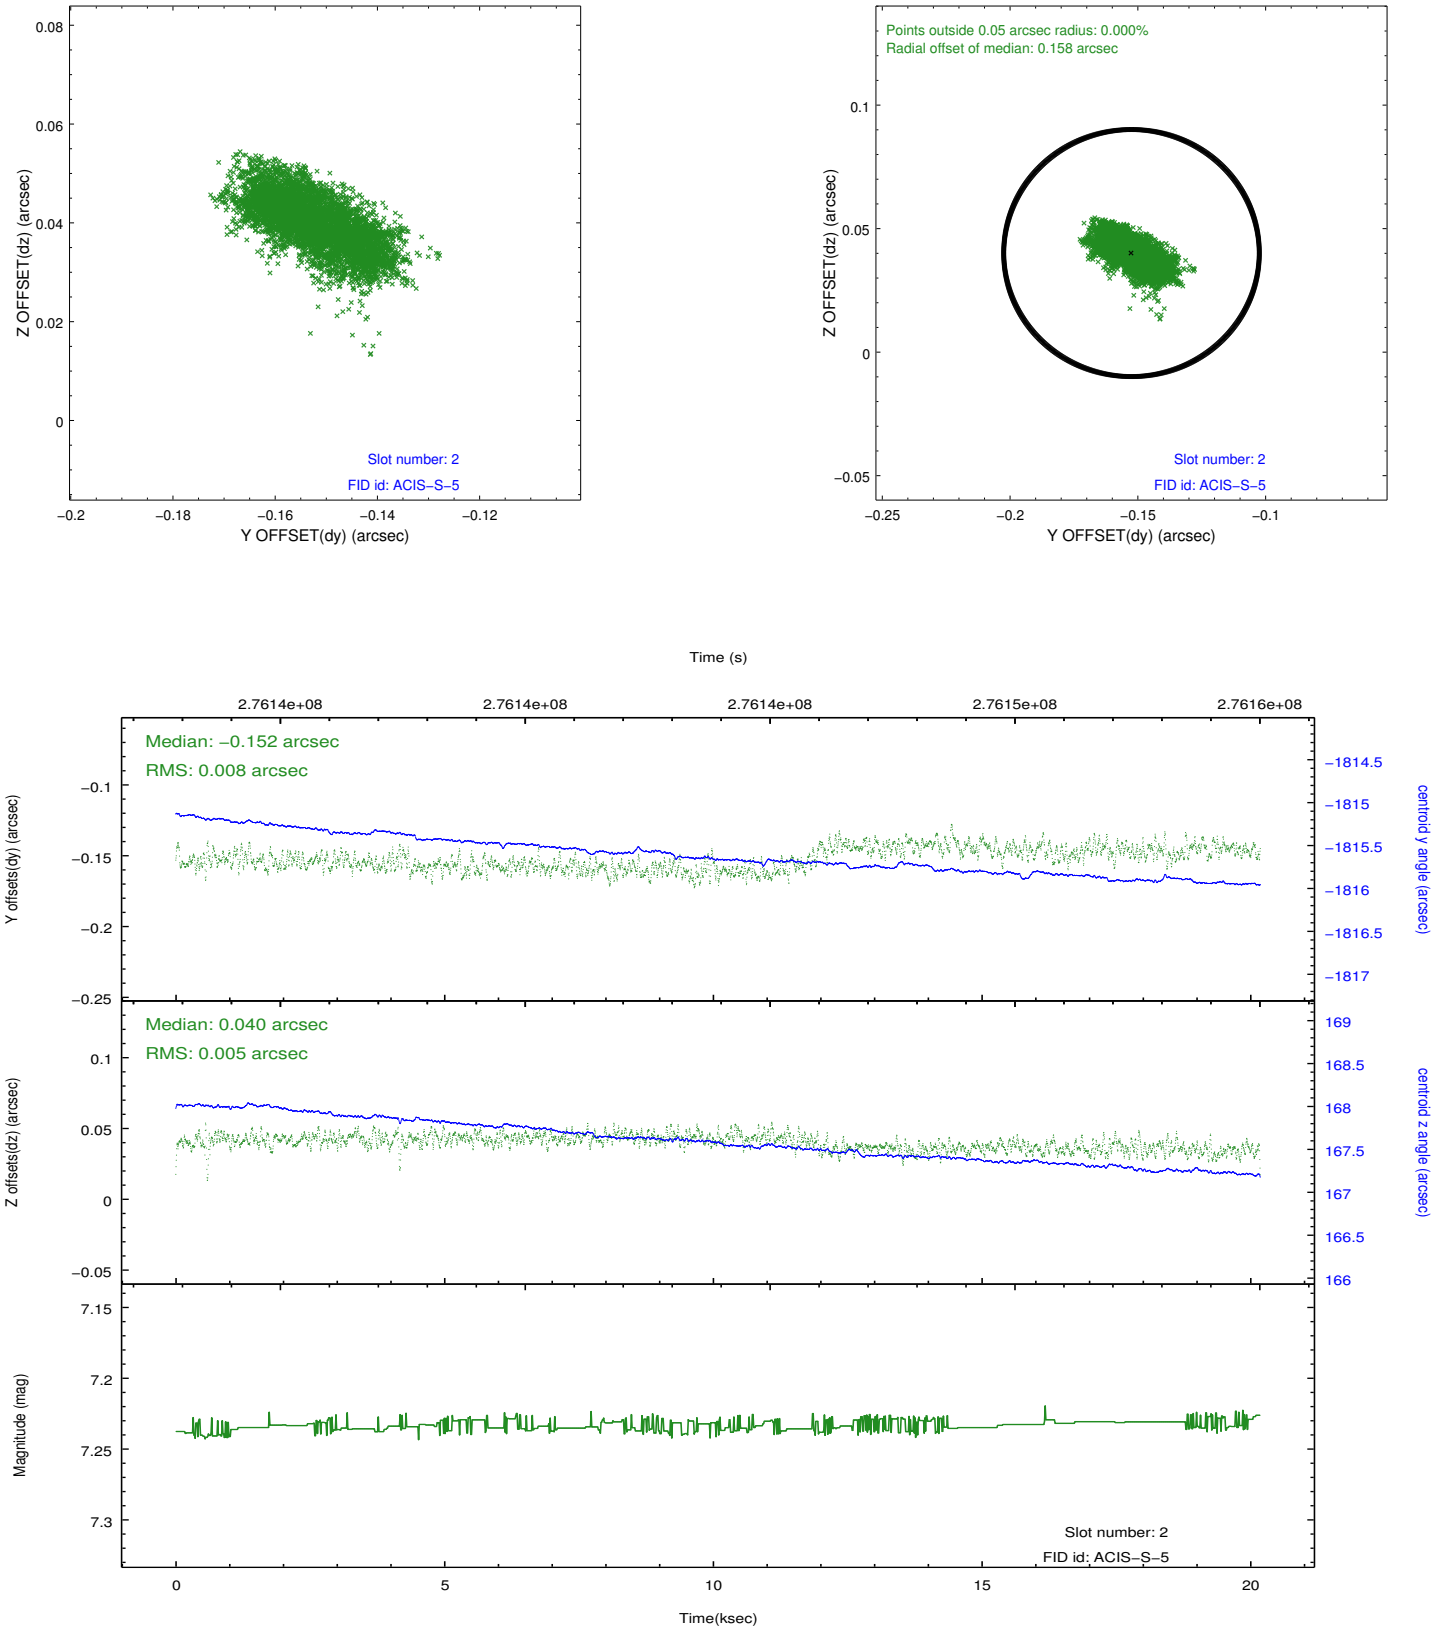 0.08
0.06
0.04
0.02
0
Z OFFSET(dz) (arcsec)
Slot number: 2
FID id: ACIS−S−5
−0.2
−0.18
−0.16
−0.14
−0.12
Y OFFSET(dy) (arcsec)
Points outside 0.05 arcsec radius: 0.000%
Radial offset of median: 0.158 arcsec
0.1
0.05
0
−0.05
Z OFFSET(dz) (arcsec)
Slot number: 2
FID id: ACIS−S−5
−0.25
−0.2
−0.15
−0.1
Y OFFSET(dy) (arcsec)
Time (s)
2.7614e+08
2.7614e+08
2.7614e+08
2.7615e+08
2.7616e+08
Median: −0.152 arcsec
RMS: 0.008 arcsec
−0.1
−0.15
−0.2
−0.25
Y offsets(dy) (arcsec)
−1814.5
−1815
−1815.5
−1816
−1816.5
−1817
centroid y angle (arcsec)
Median: 0.040 arcsec
RMS: 0.005 arcsec
0.1
0.05
0
−0.05
Z offsets(dz) (arcsec)
169
168.5
168
167.5
167
166.5
166
centroid z angle (arcsec)
7.15
7.2
7.25
7.3
Magnitude (mag)
Slot number: 2
FID id: ACIS−S−5
0
5
10
15
20
Time(ksec)